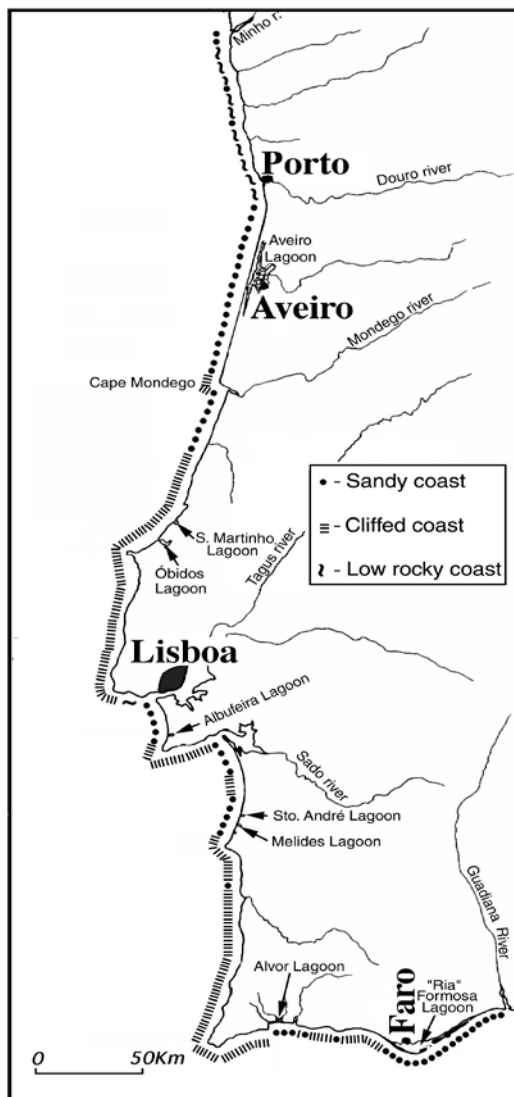 Minho r.
Porto
Douro river
Aveiro
Lagoon
Aveiro
Mondego river
Cape Mondego
- Sandy coast
- Cliffed coast
- Low rocky coast
S. Martinho
Lagoon
Óbidos
Lagoon
Tagus river
Lisboa
Albufeira Lagoon
Sado river
Sto. André Lagoon
Melides Lagoon
Guadiana River
Alvor Lagoon
Faro
"Ria"
Formosa
Lagoon
0 50Km